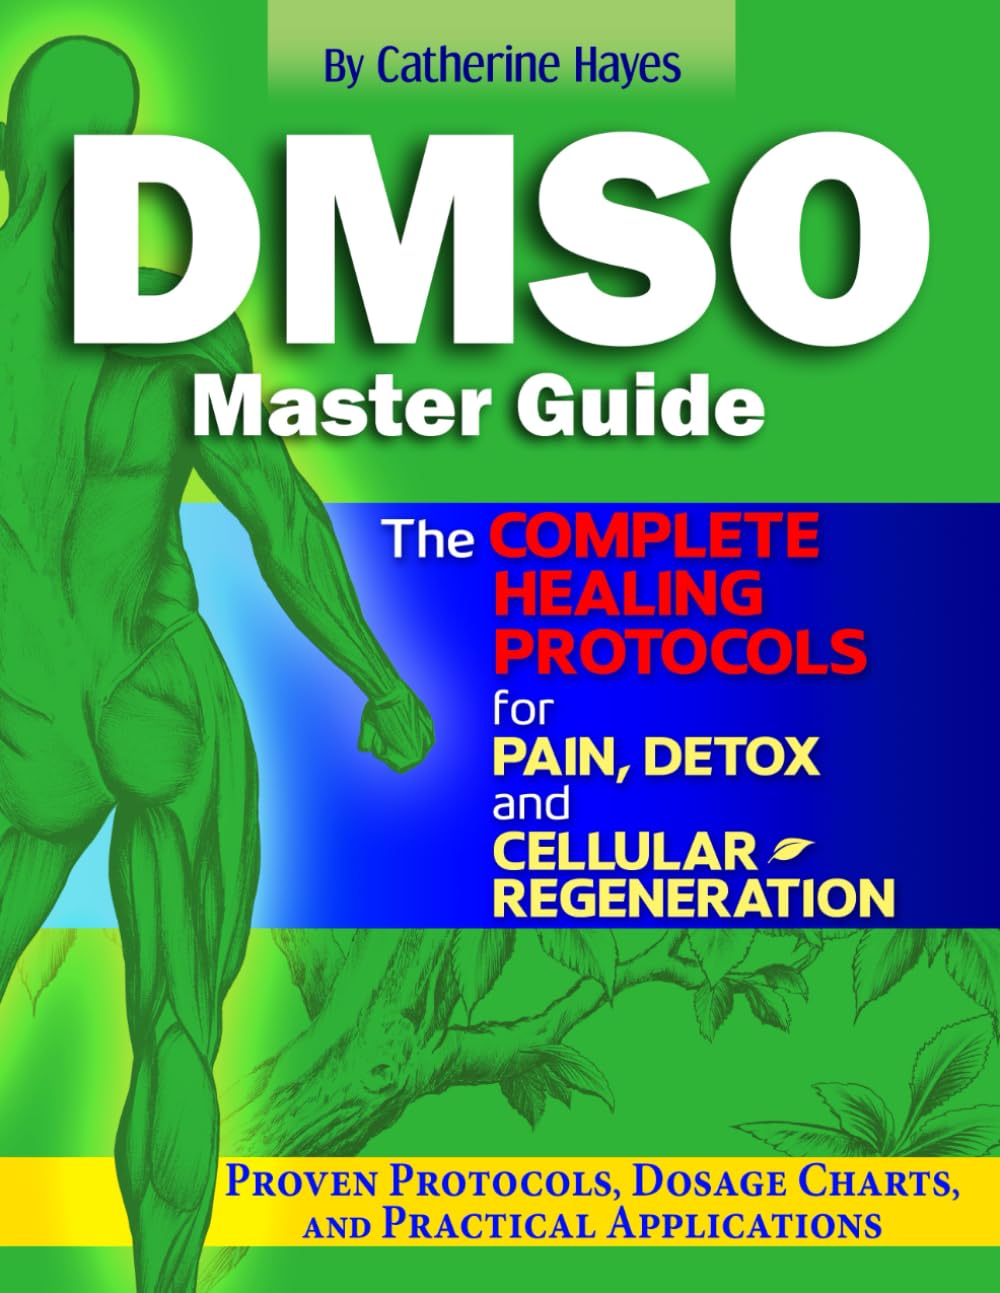 By Catherine Hayes
DMSO
Master Guide
The COMPLETE
HEALING
PROTOCOLS
for
PAIN, DETOX
and
CELLULAR
REGENERATION
PROVEN PROTOCOLS, DOSAGE CHARTS,
AND PRACTICAL APPLICATIONS